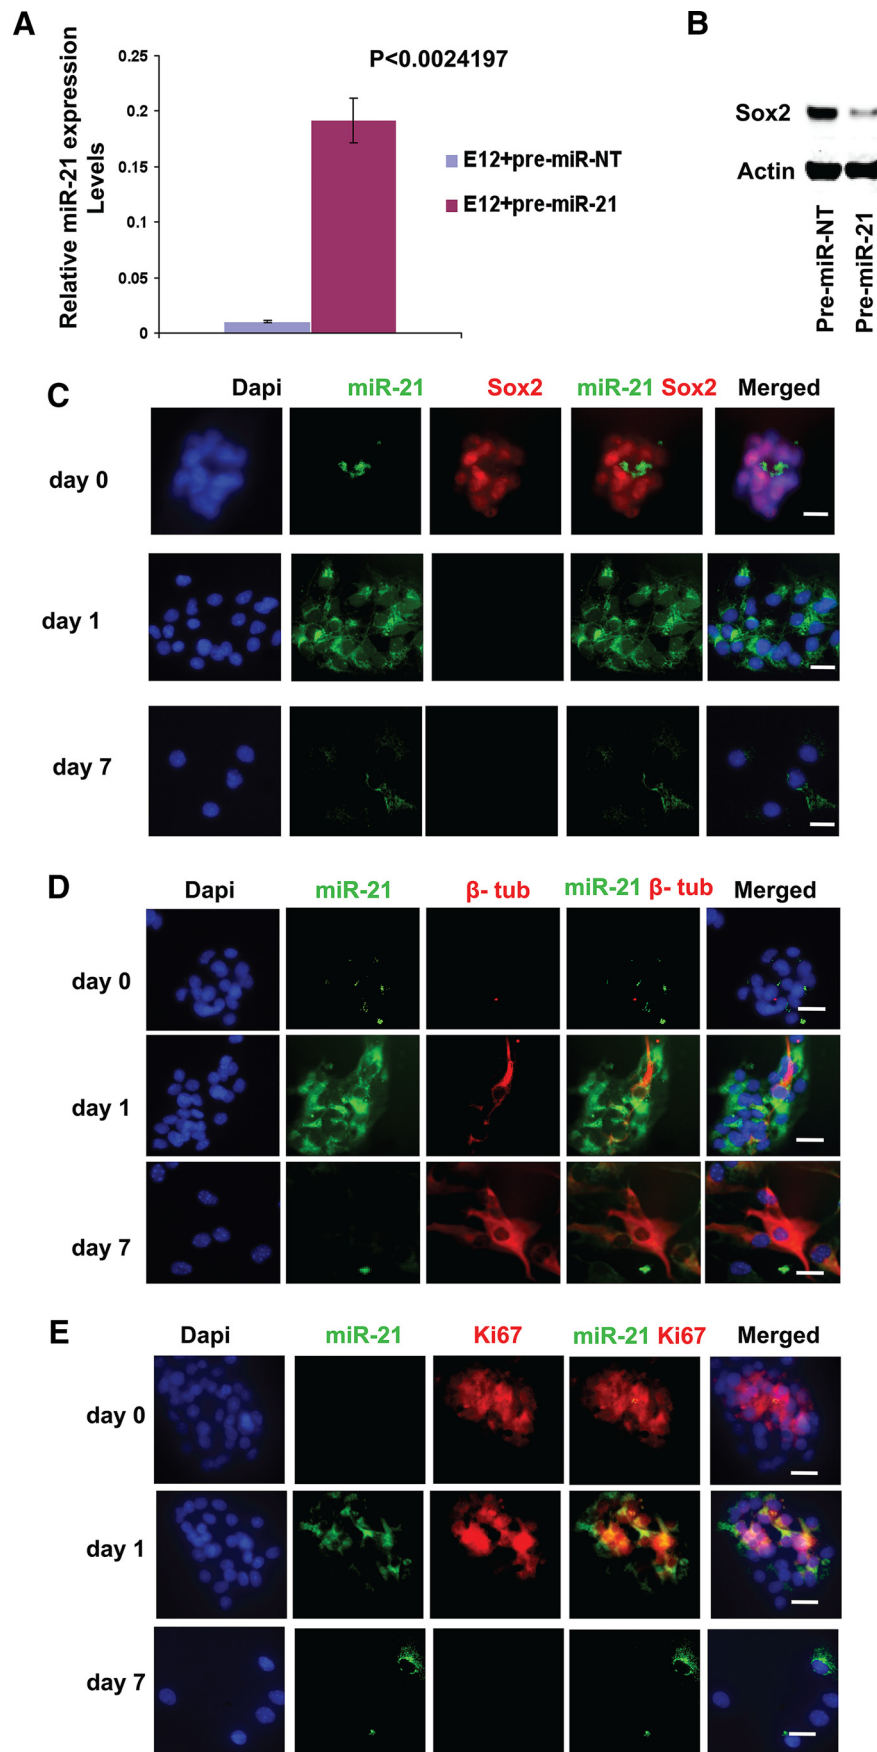 A
B
Relative miR-21 expression
Levels
0.25
0.2
0.15
0.1
0.05
0
P<0.0024197
E12+pre-miR-NT
E12+pre-miR-21
Sox2
Actin
Pre-miR-NT
Pre-miR-21
C
Dapi miR-21 Sox2 miR-21 Sox2 Merged
day 0
day 1
day 7
D
Dapi miR-21 β- tub miR-21 β- tub Merged
day 0
day 1
day 7
E
Dapi miR-21 Ki67 miR-21 Ki67 Merged
day 0
day 1
day 7